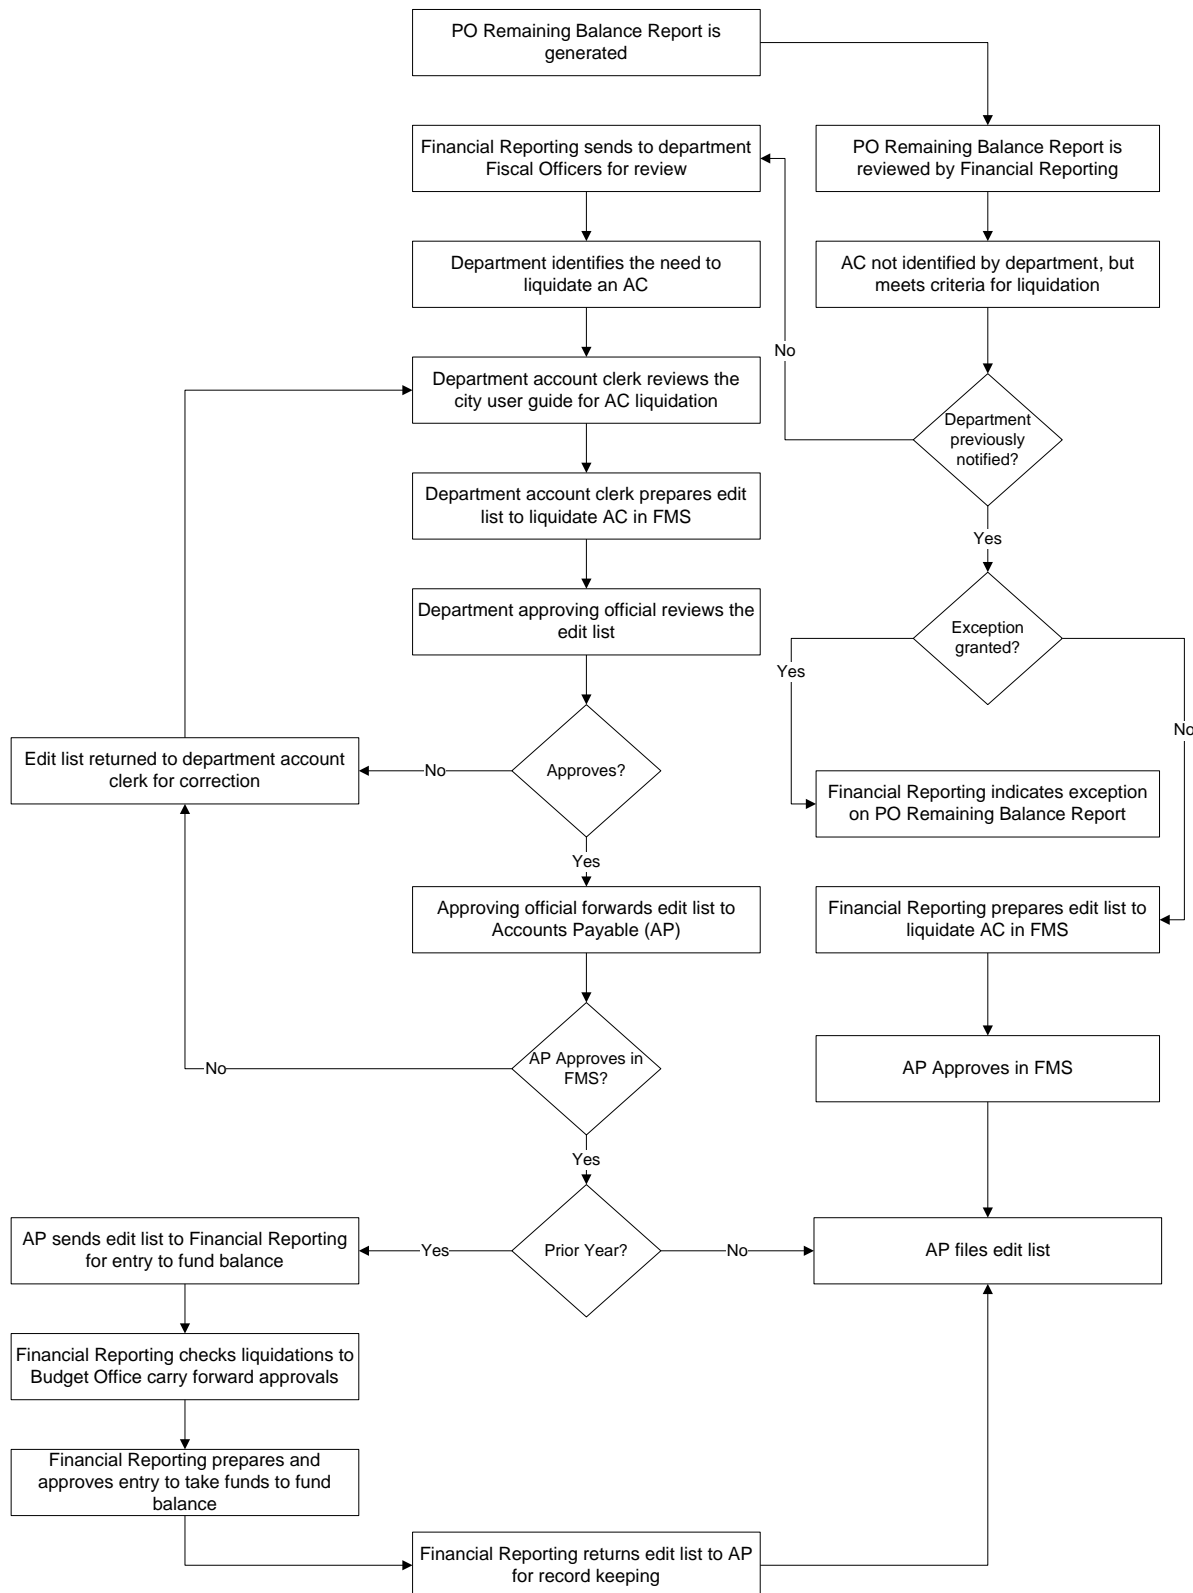 PO Remaining Balance Report is
generated
Financial Reporting sends to department
Fiscal Officers for review
PO Remaining Balance Report is
reviewed by Financial Reporting
Department identifies the need to
liquidate an AC
AC not identified by department, but
meets criteria for liquidation
No
Department account clerk reviews the
city user guide for AC liquidation
Department
previously
notified?
Department account clerk prepares edit
list to liquidate AC in FMS
Yes
Department approving official reviews the
edit list
Exception
granted?
Yes
No
Edit list returned to department account
clerk for correction
No
Approves?
Financial Reporting indicates exception
on PO Remaining Balance Report
Yes
Approving official forwards edit list to
Accounts Payable (AP)
Financial Reporting prepares edit list to
liquidate AC in FMS
No
AP Approves in
FMS?
AP Approves in FMS
Yes
AP sends edit list to Financial Reporting
for entry to fund balance
Yes
Prior Year?
No
AP files edit list
Financial Reporting checks liquidations to
Budget Office carry forward approvals
Financial Reporting prepares and
approves entry to take funds to fund
balance
Financial Reporting returns edit list to AP
for record keeping